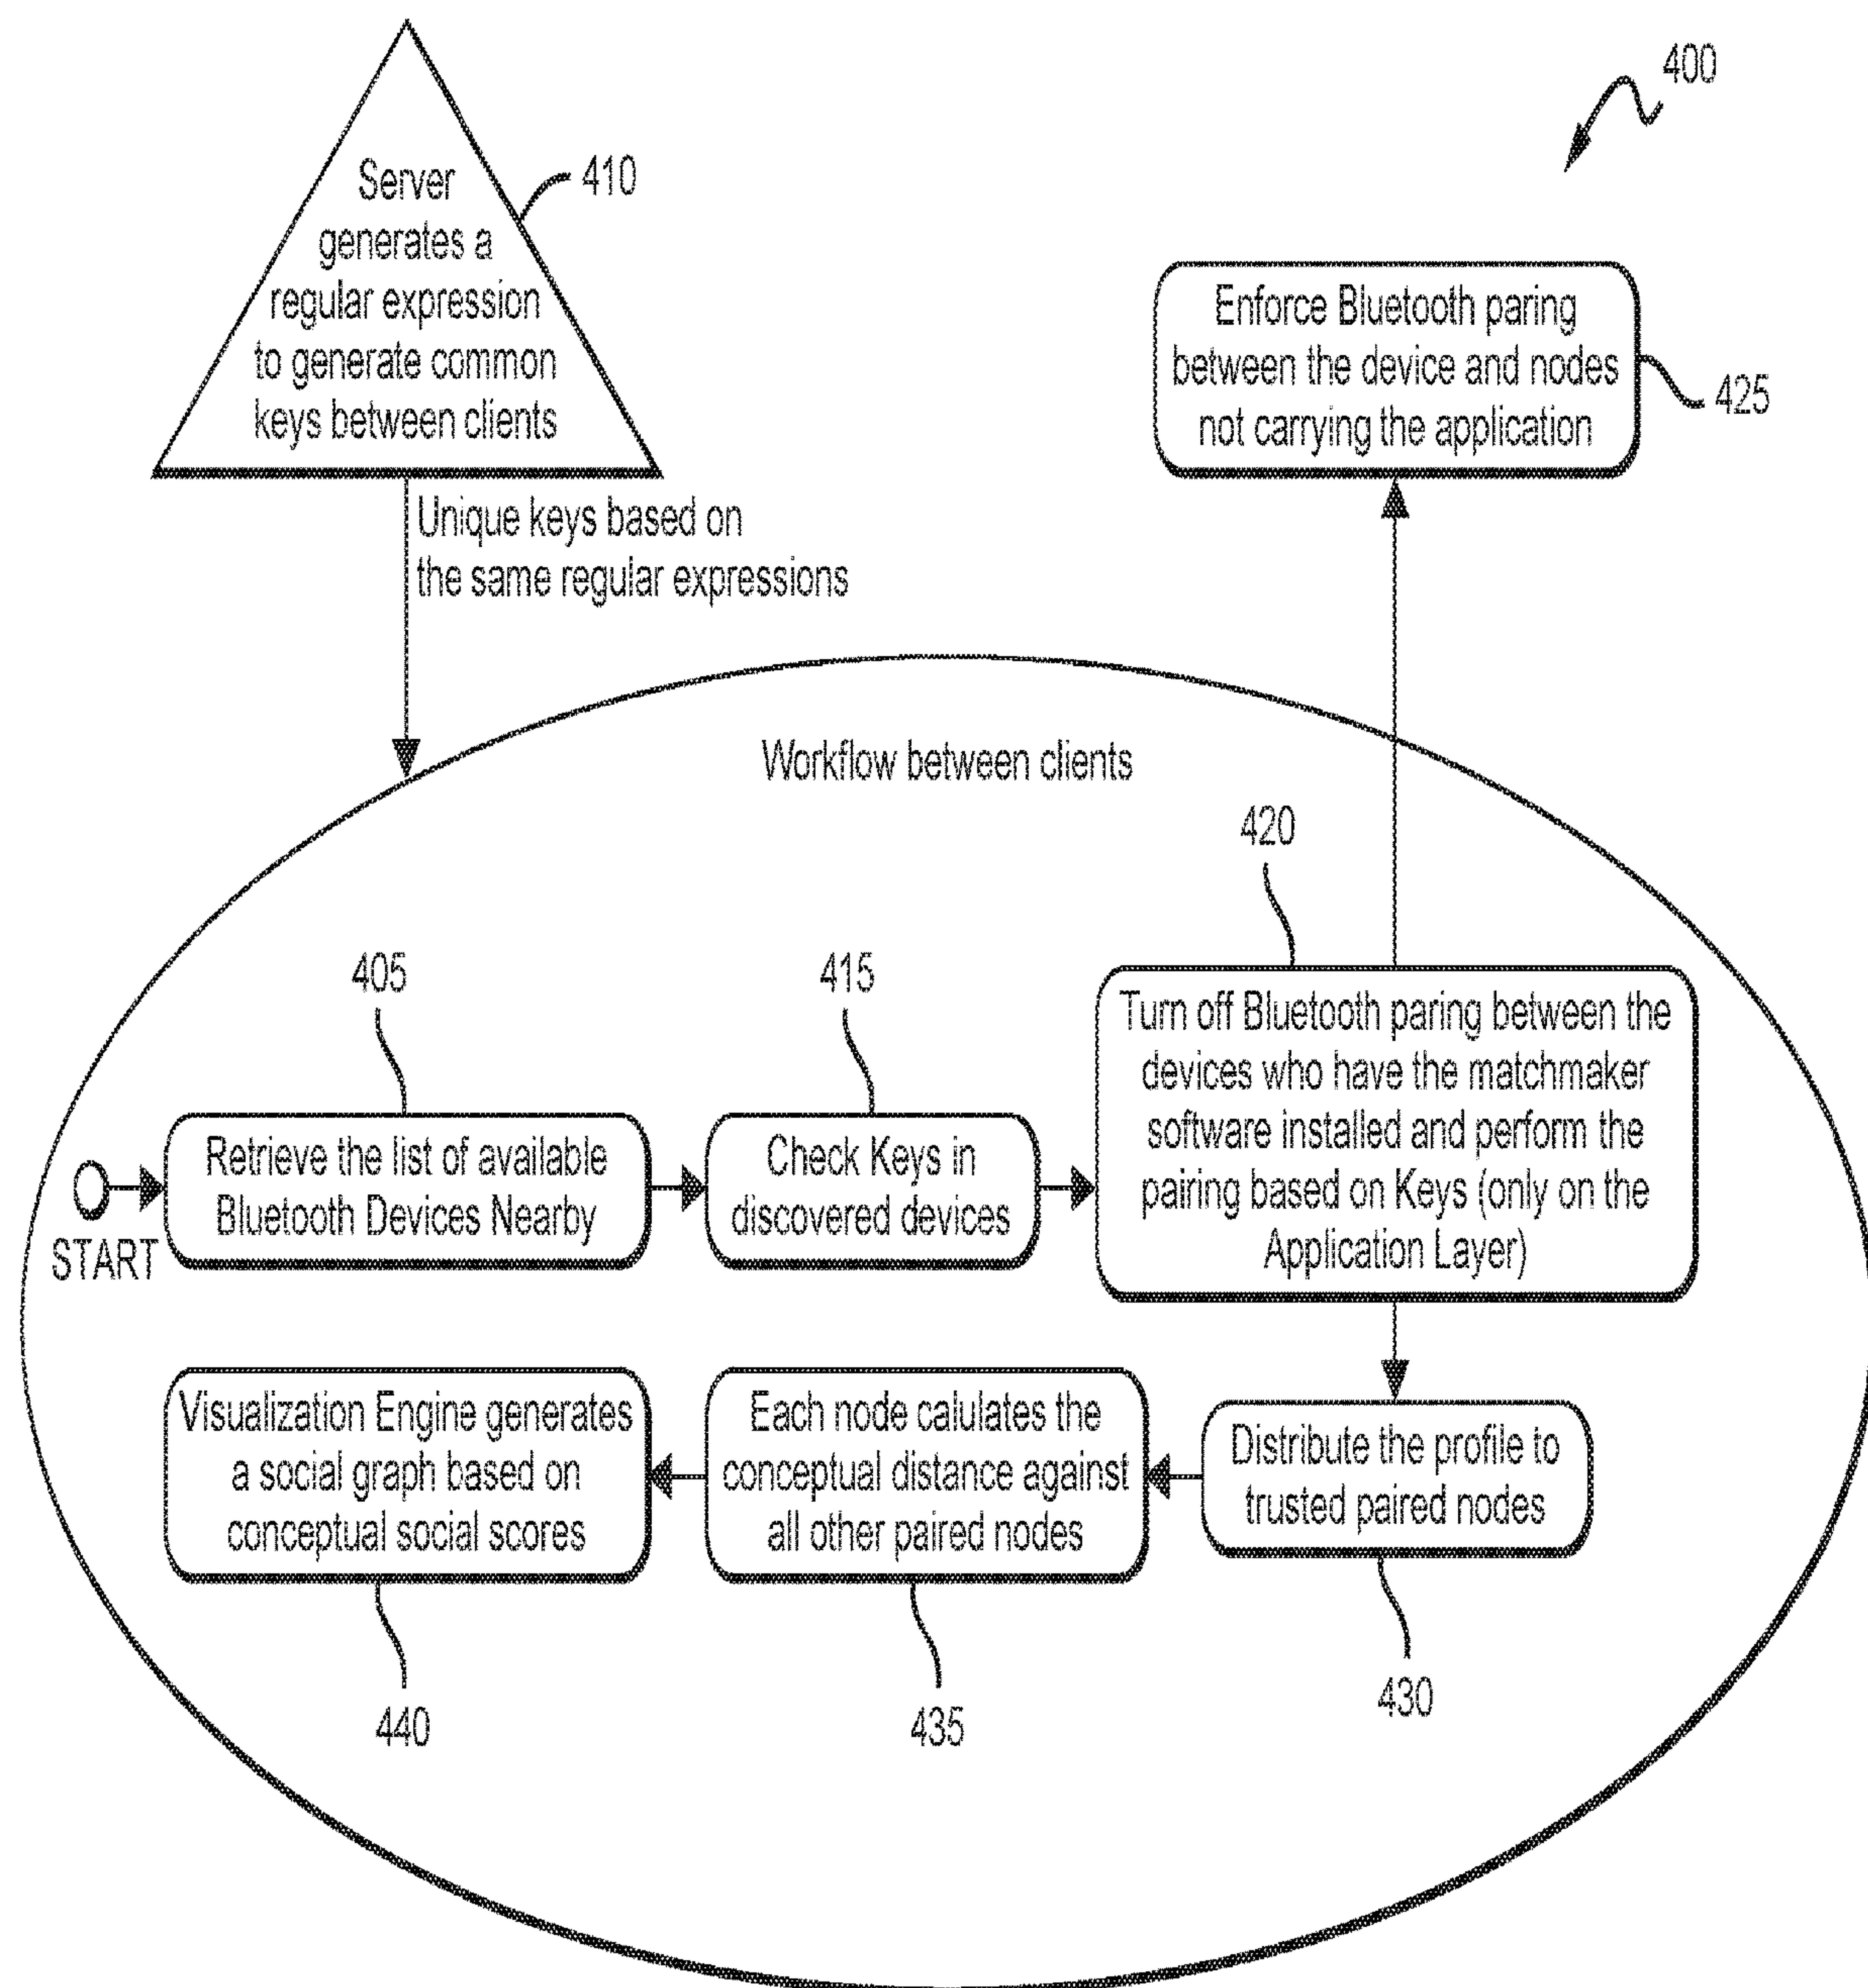 400
Server
generates a
regular expression
to generate common
keys between clients
410
Enforce Bluetooth paring
between the device and nodes
not carrying the application
425
Unique keys based on
the same regular expressions
Workflow between clients
420
405
415
START
Retrieve the list of available
Bluetooth Devices Nearby
Check Keys in
discovered devices
Turn off Bluetooth paring between the
devices who have the matchmaker
software installed and perform the
pairing based on Keys (only on the
Application Layer)
Visualization Engine generates
a social graph based on
conceptual social scores
Each node calulates the
conceptual distance against
all other paired nodes
Distribute the profile to
trusted paired nodes
440
435
430